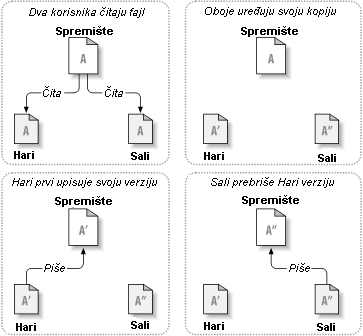 Dva korisnika čitaju fajl
Spremište
A
Čita Čita
A A
Hari Sali
Oboje uređuju svoju kopiju
Spremište
A
A' A"
Hari Sali
Hari prvi upisuje svoju verziju
Spremište
A'
Piše
A' A"
Hari Sali
Sali prebriše Hari verziju
Spremište
A"
Piše
A' A"
Hari Sali